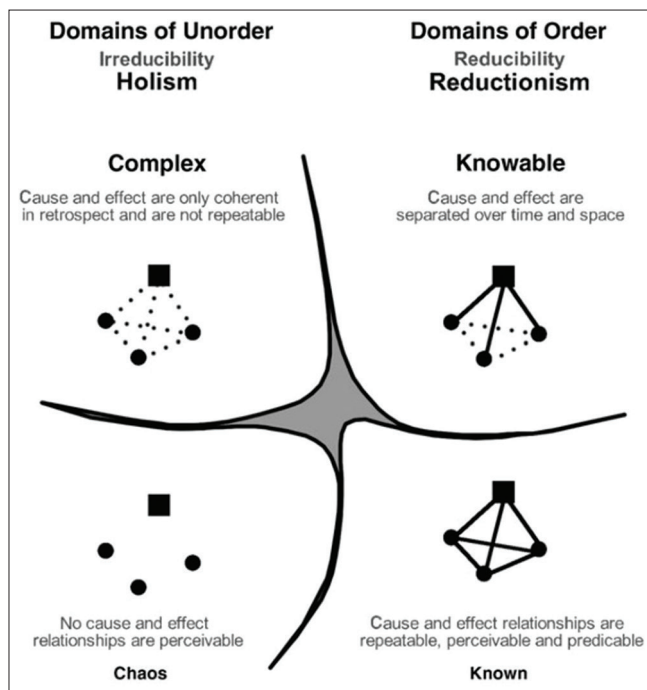 Domains of Unorder
Irreducibility
Holism
Domains of Order
Reducibility
Reductionism
Complex
Cause and effect are only coherent
in retrospect and are not repeatable
Knowable
Cause and effect are
separated over time and space
No cause and effect
relationships are perceivable
Chaos
Cause and effect relationships are
repeatable, perceivable and predicable
Known